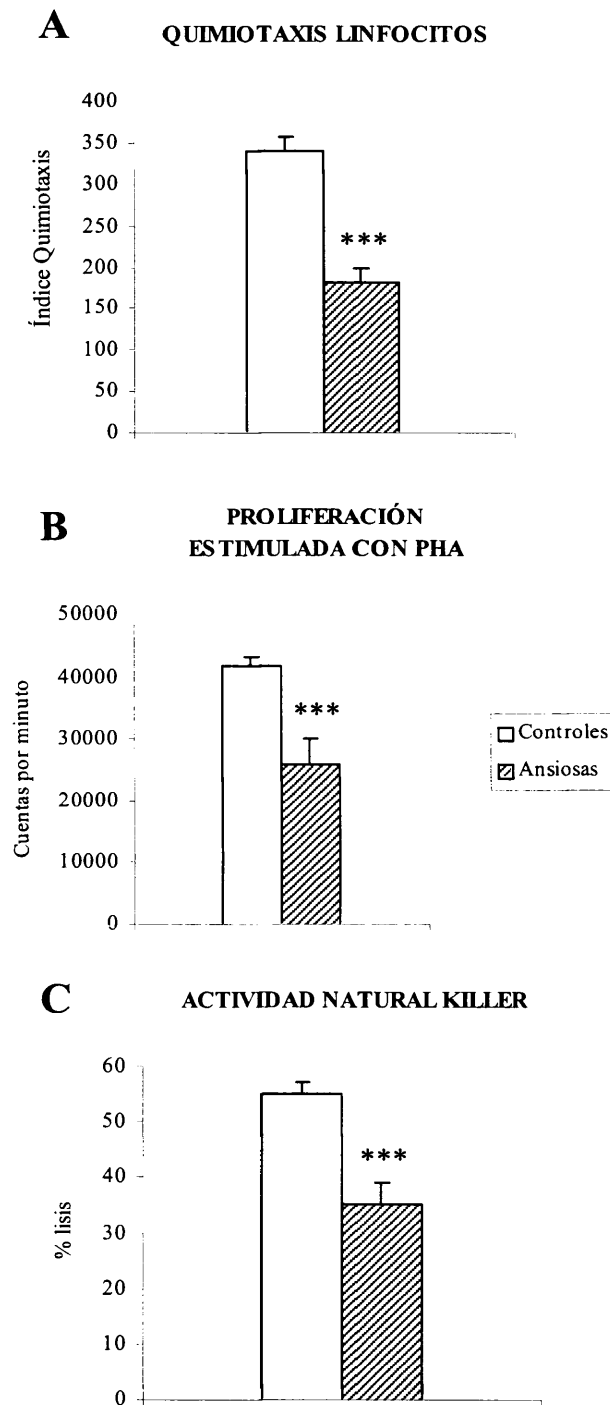 A
QUIMIOTAXIS LINFOCITOS
400
350
300
250
200
150
100
50
0
Índice Quimiotaxis
***
B
PROLIFERACIÓN
ESTIMULADA CON PHA
50000
40000
30000
20000
10000
0
Cuentas por minuto
***
Controles
Ansiosas
C
ACTIVIDAD NATURAL KILLER
60
50
40
30
20
10
0
% lisis
***